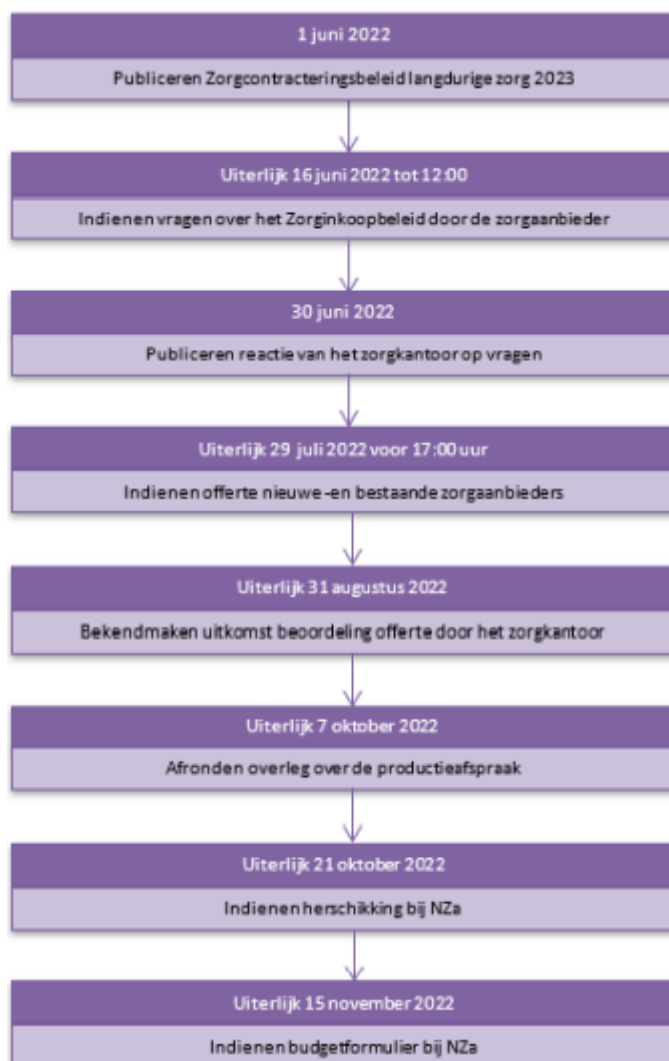 1 juni 2022
Publiceren Zorgcontracteringsbeleid langdurige zorg 2023
Uiterlijk 16 juni 2022 tot 12:00
Indienen vragen over het Zorginkoopbeleid door de zorgaanbieder
30 juni 2022
Publiceren reactie van het zorgkantoor op vragen
Uiterlijk 29 juli 2022 voor 17:00 uur
Indienen offerte nieuwe -en bestaande zorgaanbieders
Uiterlijk 31 augustus 2022
Bekendmaken uitkomst beoordeling offerte door het zorgkantoor
Uiterlijk 7 oktober 2022
Afronden overleg over de productieafspraak
Uiterlijk 21 oktober 2022
Indienen herschikking bij NZa
Uiterlijk 15 november 2022
Indienen budgetformulier bij NZa